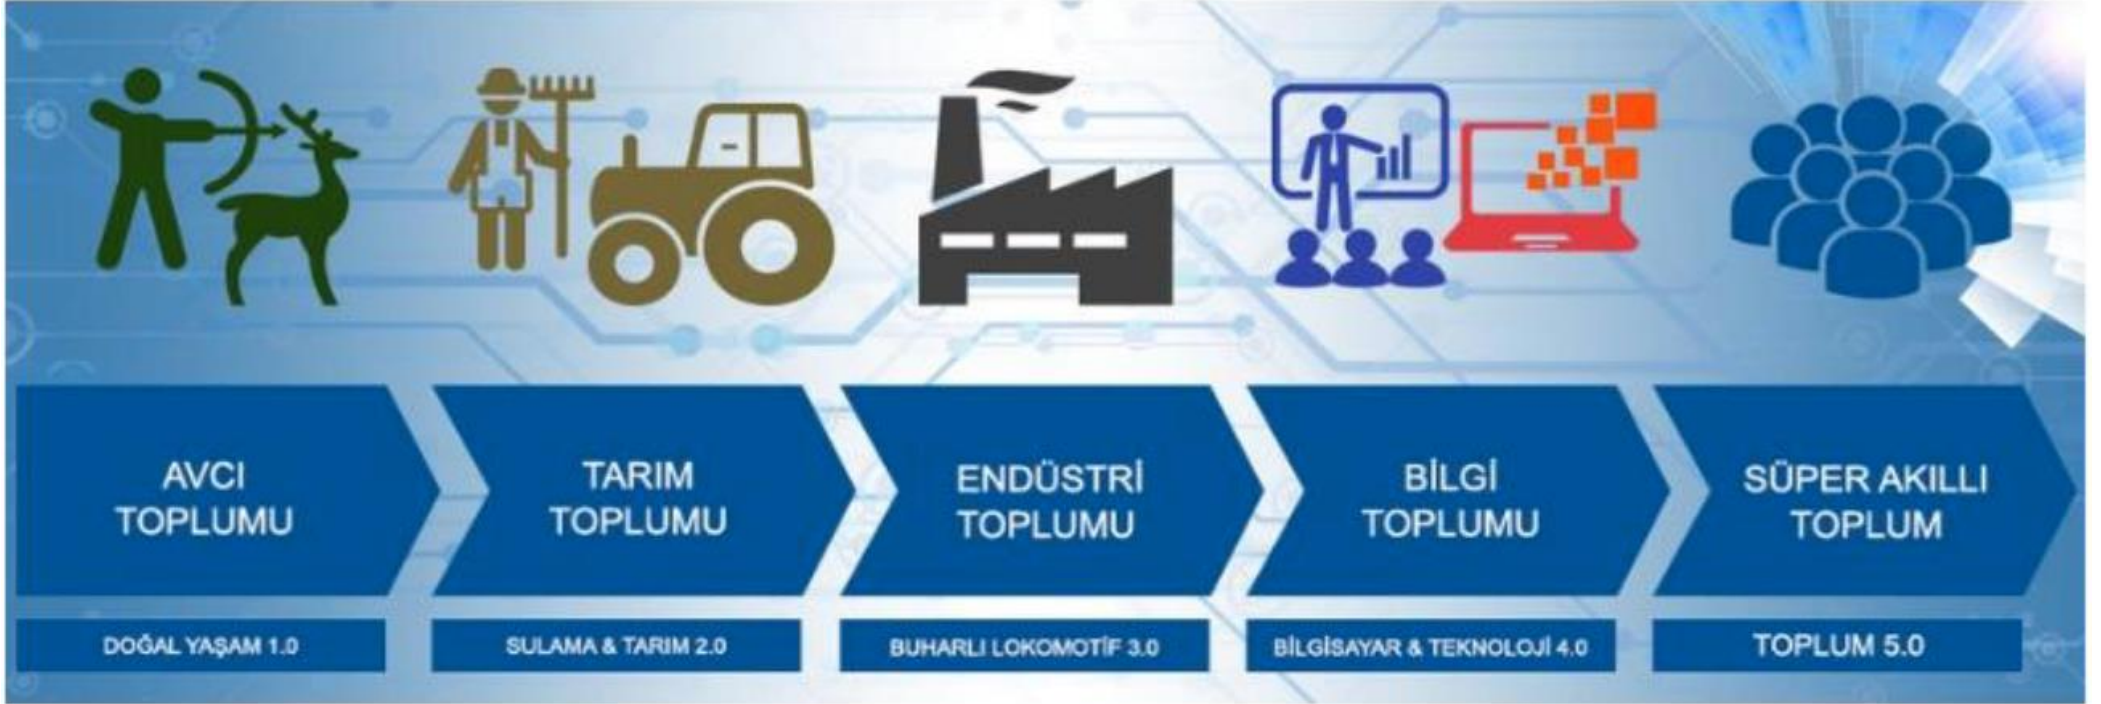 AVCI
TOPLUMU
TARIM
TOPLUMU
ENDÜSTRİ
TOPLUMU
BİLGİ
TOPLUMU
SÜPER AKILLI
TOPLUM
DOĞAL YAŞAM 1.0
SULAMA & TARIM 2.0
BUHARLI LOKOMOTİF 3.0
BİLGİSAYAR & TEKNOLOJİ 4.0
TOPLUM 5.0